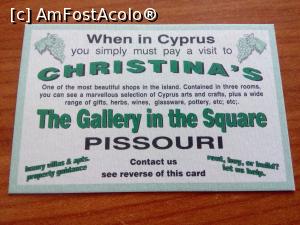 [c] AmFostAcolo®
When in Cyprus
you simply must pay a visit to
CHRISTINA'S
One of the most beautiful shops in the island. Contained in three rooms,
you can see a marvellous selection of Cyprus arts and crafts, plus a wide
range of gifts, herbs, wines, glassware, pottery, etc; etc;.
The Gallery in the Square
PISSOURI
luxury villas & apts.
property guidance
Contact us
see reverse of this card
rent, buy, or build?
let us help..